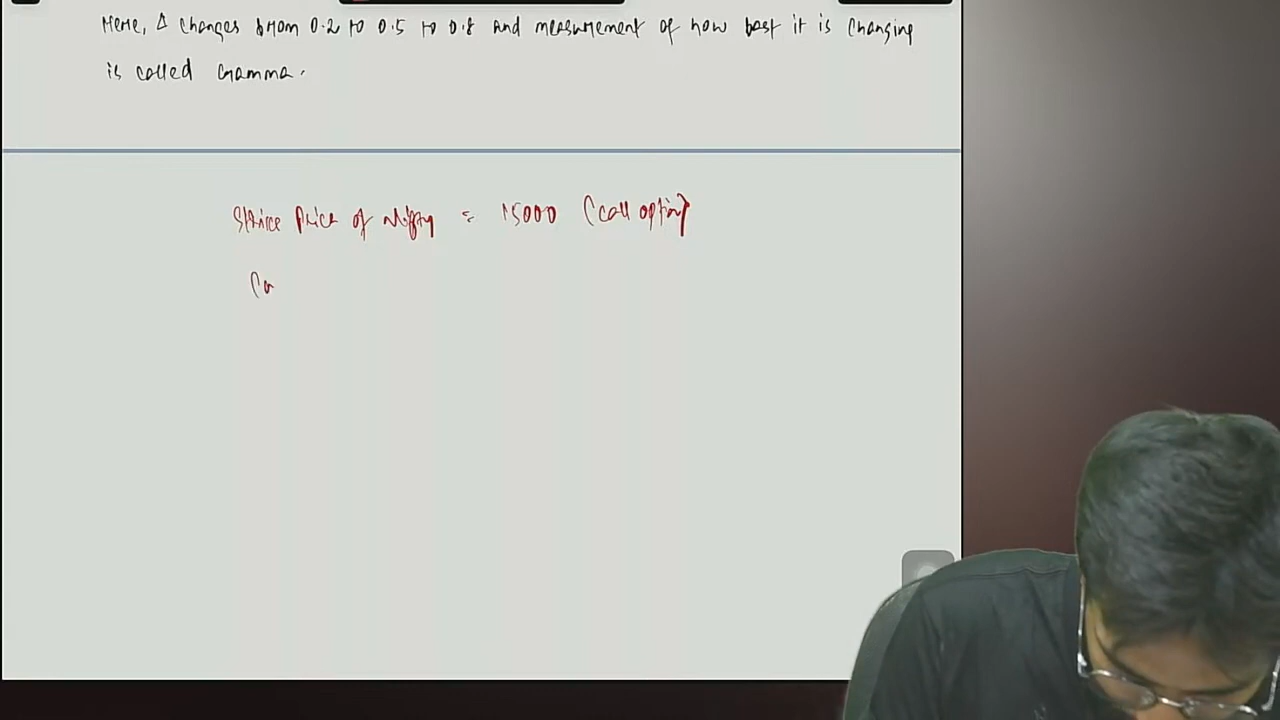 Here, Δ changes from 0.2 to 0.5 to 0.8 and measurement of how fast it is changing
is called Gamma.
Strike Price of Nifty = 15000 (call option)
Ca